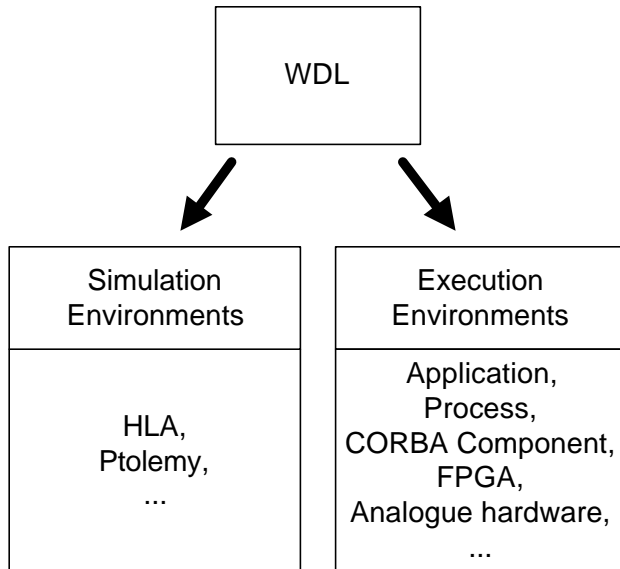 WDL
Simulation
Environments
HLA,
Ptolemy,
...
Execution
Environments
Application,
Process,
CORBA Component,
FPGA,
Analogue hardware,
...